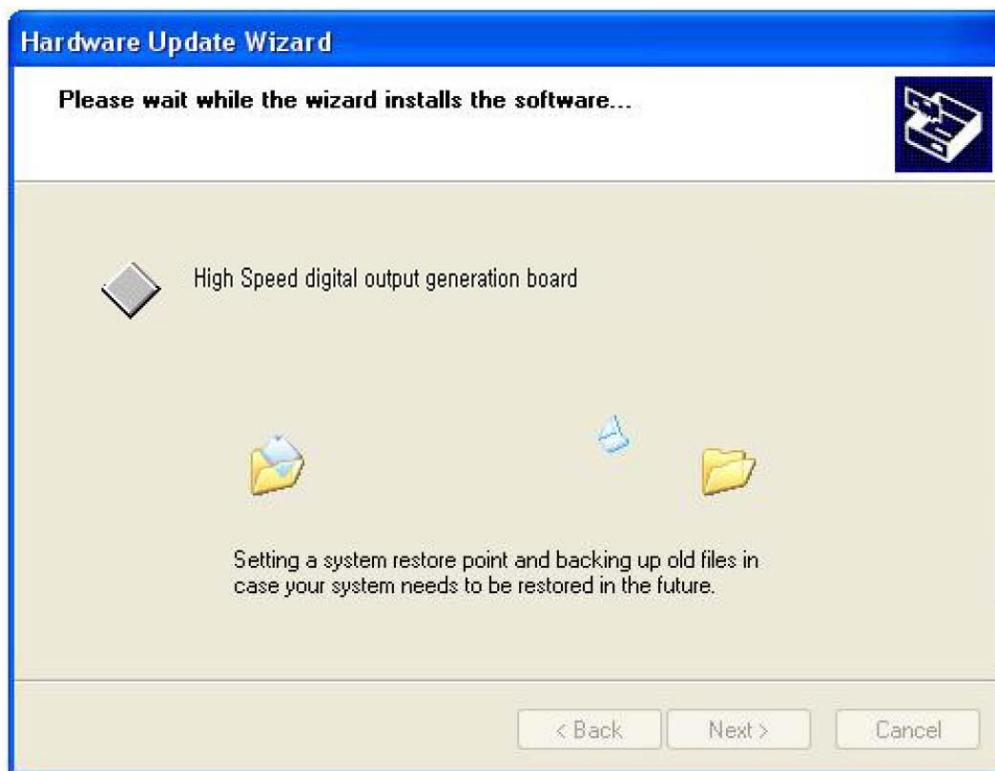 Hardware Update Wizard
Please wait while the wizard installs the software...
High Speed digital output generation board
Setting a system restore point and backing up old files in
case your system needs to be restored in the future.
< Back Next > Cancel